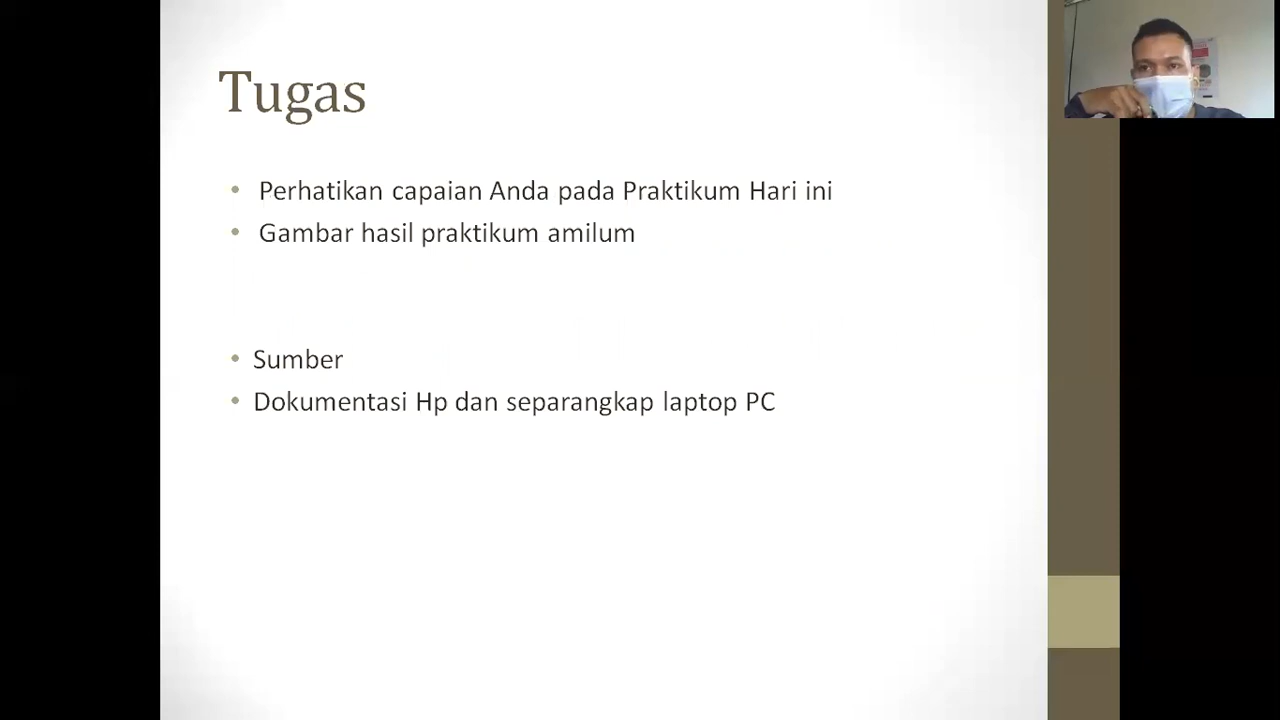 Tugas
Perhatikan capaian Anda pada Praktikum Hari ini
Gambar hasil praktikum amilum
Sumber
Dokumentasi Hp dan separangkap laptop PC